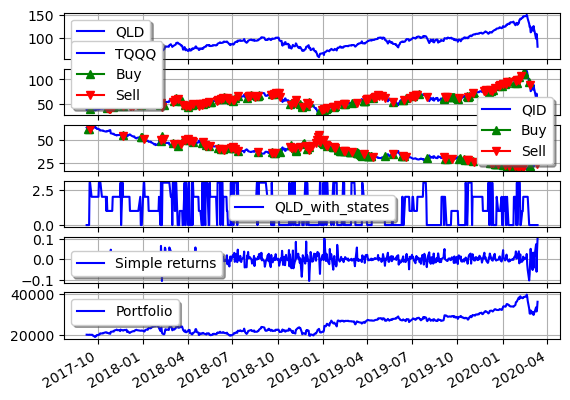 150
100
QLD
TQQQ
Buy
Sell
100
50
QID
Buy
Sell
50
25
2.5
0.0
QLD_with_states
0.1
0.0
−0.1
Simple returns
40000
20000
Portfolio
2017-10
2018-01
2018-04
2018-07
2018-10
2019-01
2019-04
2019-07
2019-10
2020-01
2020-04